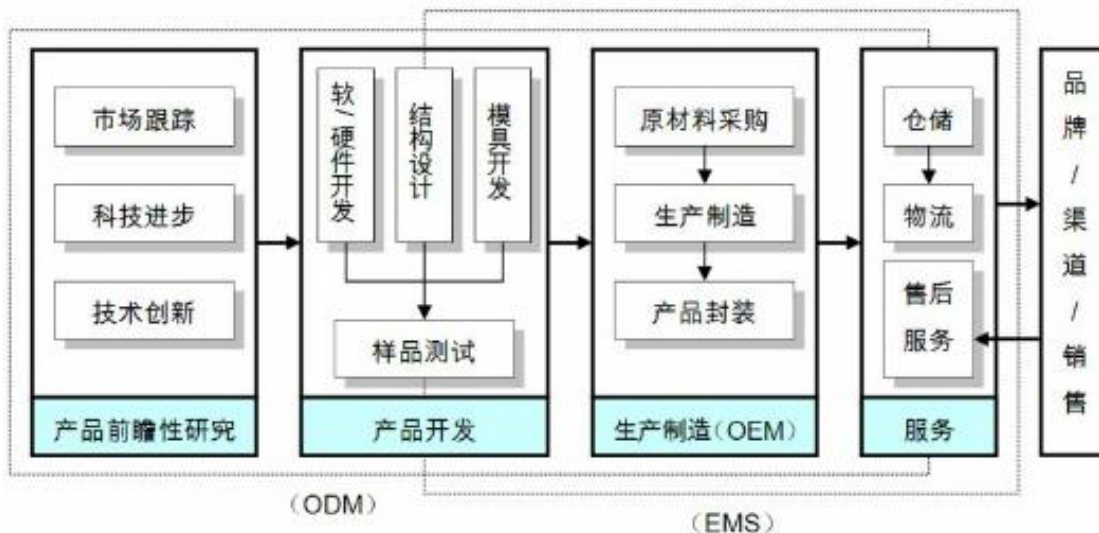 市场跟踪
科技进步
技术创新
产品前瞻性研究
软/硬件开发
结构设计
模具开发
样品测试
产品开发
原材料采购
生产制造
产品封装
生产制造(OEM)
仓储
物流
售后
服务
服务
品牌/渠道/销售
(ODM)
(EMS)